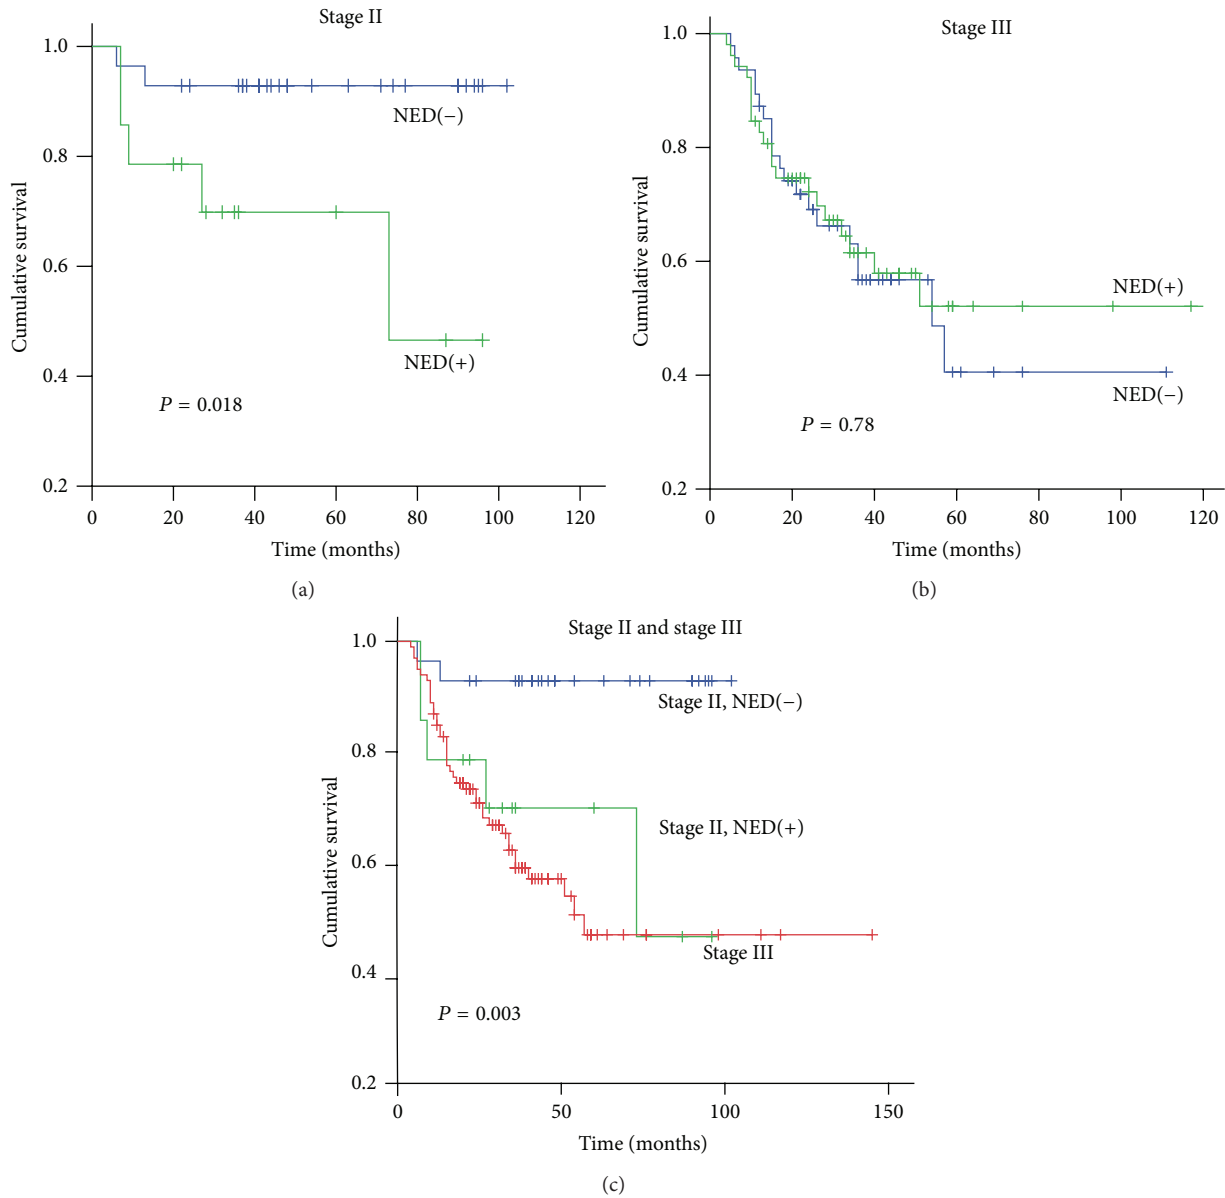 Stage II
1.0
0.8
0.6
0.4
0.2
Cumulative survival
NED(−)
NED(+)
P = 0.018
0 20 40 60 80 100 120
Time (months)
(a)
Stage III
1.0
0.8
0.6
0.4
0.2
Cumulative survival
NED(+)
NED(−)
P = 0.78
0 20 40 60 80 100 120
Time (months)
(b)
Stage II and stage III
1.0
0.8
0.6
0.4
0.2
Cumulative survival
Stage II, NED(−)
Stage II, NED(+)
Stage III
P = 0.003
0 50 100 150
Time (months)
(c)